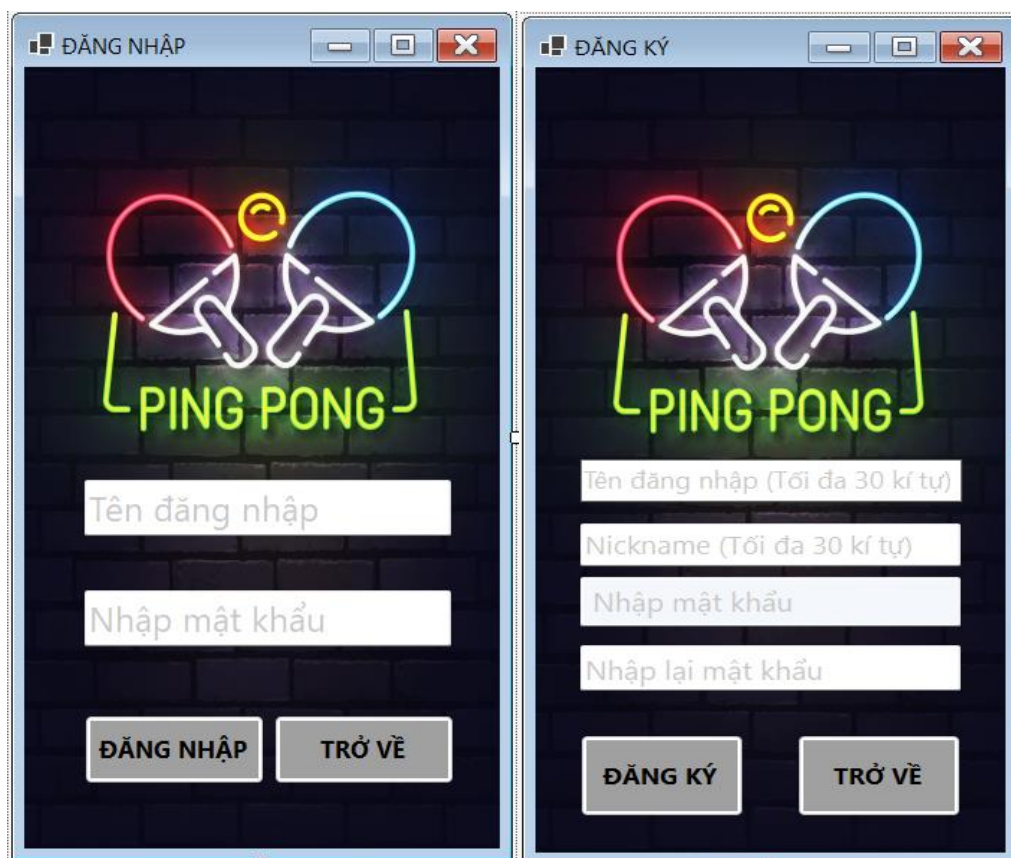 ĐĂNG NHẬP
PING PONG
Tên đăng nhập
Nhập mật khẩu
ĐĂNG NHẬP
TRỞ VỀ
ĐĂNG KÝ
PING PONG
Tên đăng nhập (Tối đa 30 kí tự)
Nickname (Tối đa 30 kí tự)
Nhập mật khẩu
Nhập lại mật khẩu
ĐĂNG KÝ
TRỞ VỀ